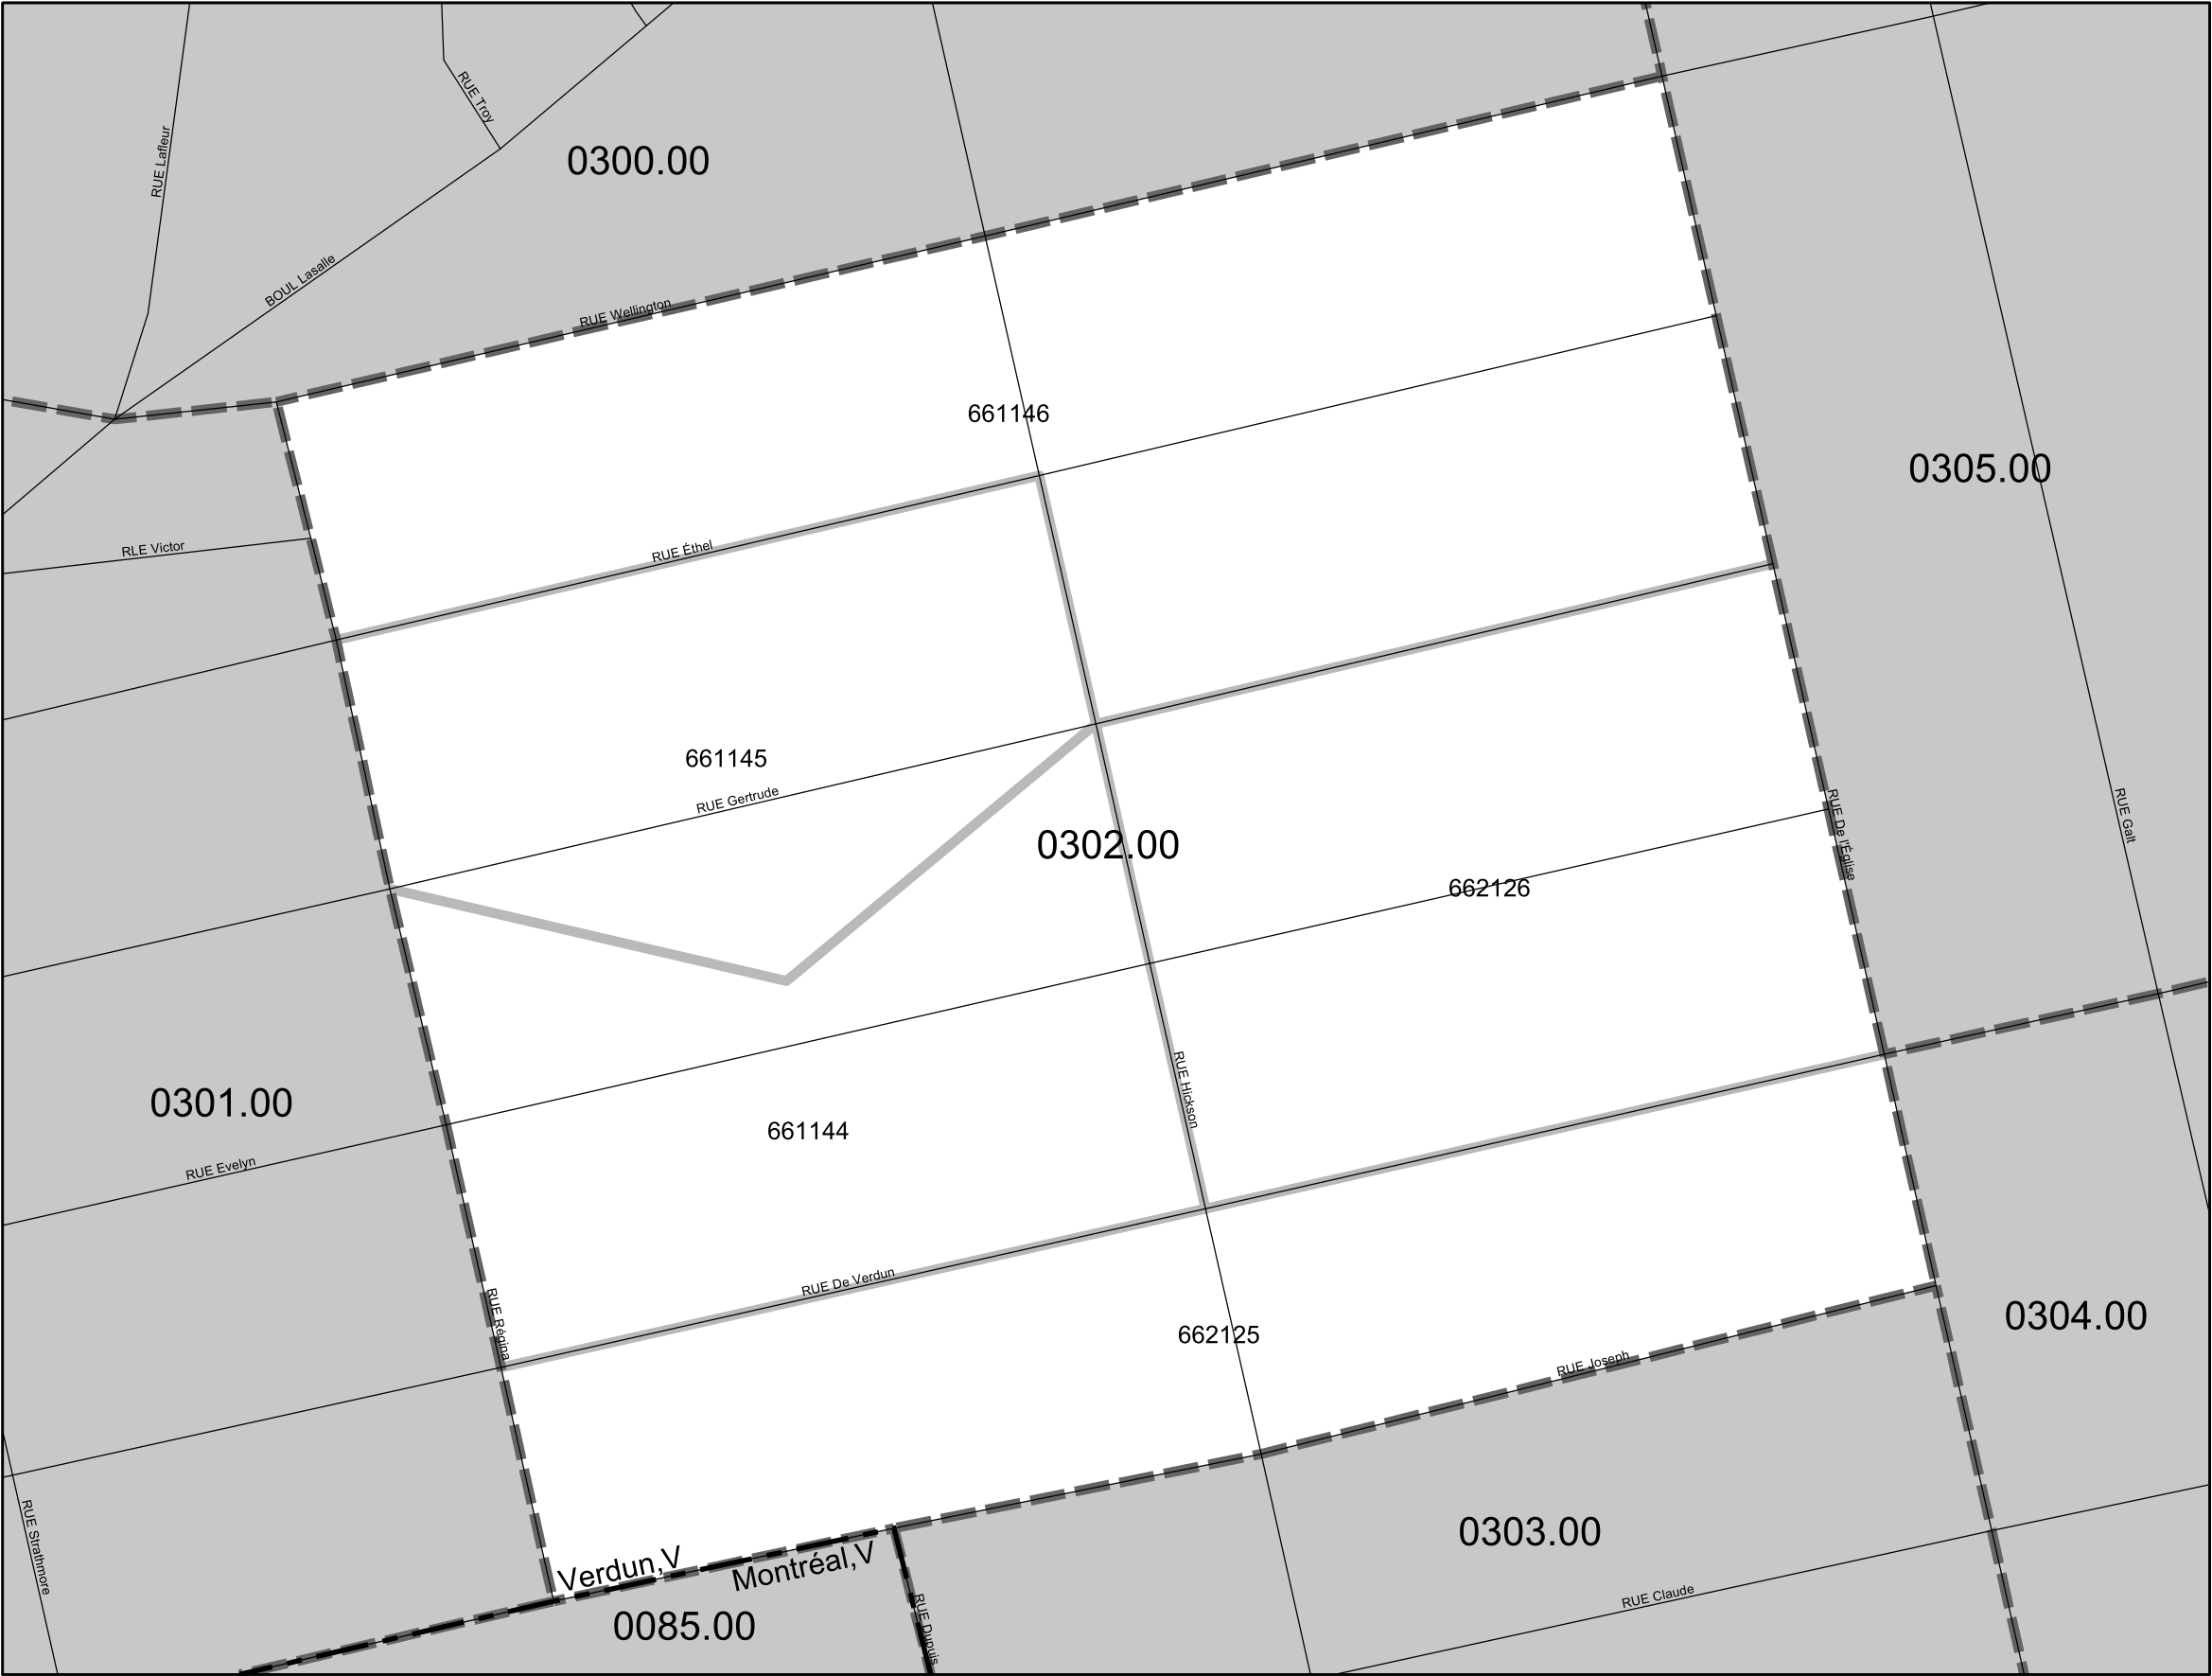 RUE Troy
RUE Lafleur
0300.00
BOUL Lasalle
RUE Wellington
661146
0305.00
RLE Victor
RUE Éthel
661145
RUE Gertrude
0302.00
RUE De l'Église
RUE Galt
662126
0301.00
RUE Hickson
661144
RUE Evelyn
RUE De Verdun
RUE Régina
662125
0304.00
RUE Joseph
RUE Strathmore
0303.00
Verdun,V
Montréal,V
RUE Claude
0085.00
RUE Dupuis